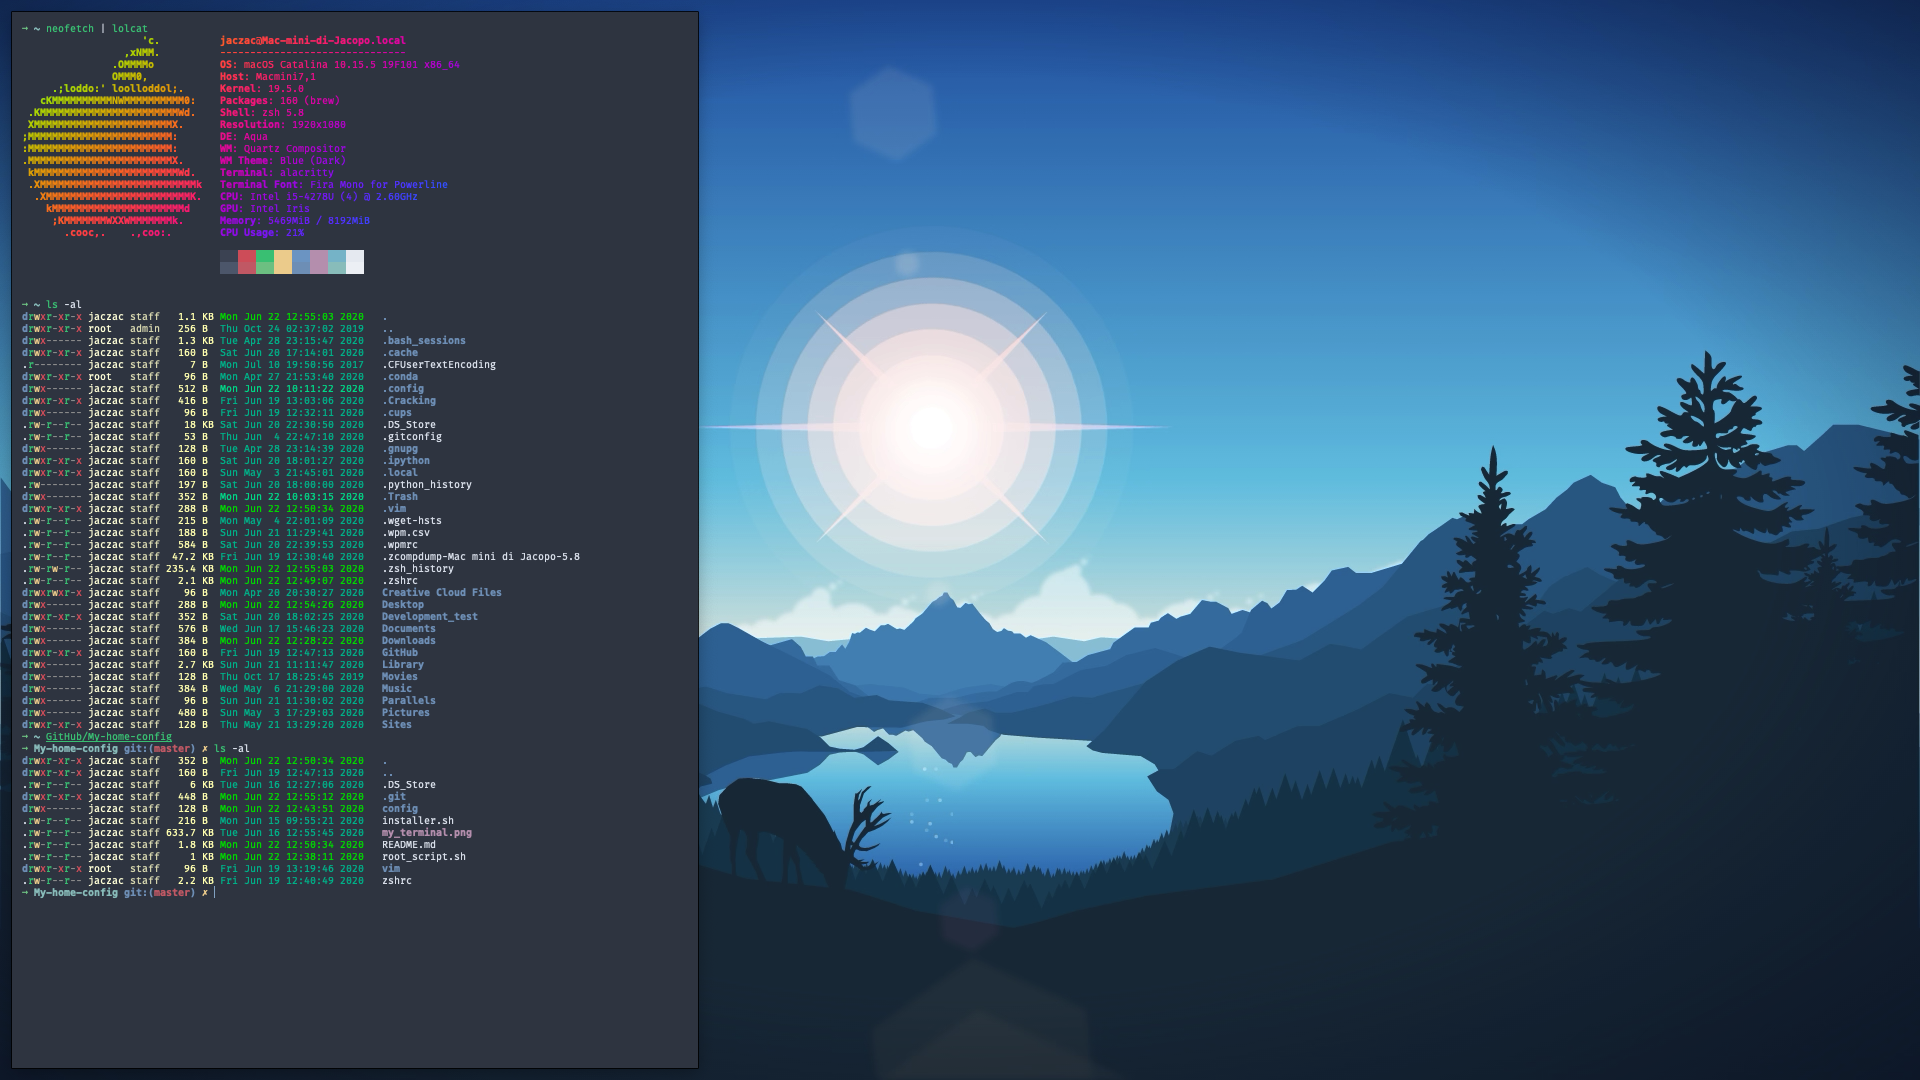 → ~ neofetch | lolcat
'c.          jaczac@Mac-mini-di-Jacopo.local
,xNMM.          -------------------------------
.OMMMMo           OS: macOS Catalina 10.15.5 19F101 x86_64
OMMM0,            Host: Macmini7,1
.;loddo:' loolloddol;.      Kernel: 19.5.0
cKMMMMMMMMMMNWMMMMMMMMMM0:    Packages: 160 (brew)
.KMMMMMMMMMMMMMMMMMMMMMMMWd.    Shell: zsh 5.8
XMMMMMMMMMMMMMMMMMMMMMMMX.      Resolution: 1920x1080
;MMMMMMMMMMMMMMMMMMMMMMMM:       DE: Aqua
:MMMMMMMMMMMMMMMMMMMMMMMM:       WM: Quartz Compositor
.MMMMMMMMMMMMMMMMMMMMMMMMX.      WM Theme: Blue (Dark)
kMMMMMMMMMMMMMMMMMMMMMMMMWd.    Terminal: alacritty
.XMMMMMMMMMMMMMMMMMMMMMMMMMMk   Terminal Font: Fira Mono for Powerline
.XMMMMMMMMMMMMMMMMMMMMMMMMK.   CPU: Intel i5-4278U (4) @ 2.60GHz
kMMMMMMMMMMMMMMMMMMMMMMd     GPU: Intel Iris
;KMMMMMMMWXXWMMMMMMMk.      Memory: 5469MiB / 8192MiB
.cooc,.    .,coo:.        CPU Usage: 21%
→ ~ ls -al
drwxr-xr-x jaczac staff   1.1 KB Mon Jun 22 12:55:03 2020   .
drwxr-xr-x root   admin   256 B  Thu Oct 24 02:37:02 2019   ..
drwx------ jaczac staff   1.3 KB Tue Apr 28 23:15:47 2020   .bash_sessions
drwxr-xr-x jaczac staff   160 B  Sat Jun 20 17:14:01 2020   .cache
.r-------- jaczac staff     7 B  Mon Jul 10 19:50:56 2017   .CFUserTextEncoding
drwxr-xr-x root   staff    96 B  Mon Apr 27 21:53:40 2020   .conda
drwx------ jaczac staff   512 B  Mon Jun 22 10:11:22 2020   .config
drwxr-xr-x jaczac staff   416 B  Fri Jun 19 13:03:06 2020   .Cracking
drwx------ jaczac staff    96 B  Fri Jun 19 12:32:11 2020   .cups
.rw-r--r-- jaczac staff    18 KB Sat Jun 20 22:30:50 2020   .DS_Store
.rw-r--r-- jaczac staff    53 B  Thu Jun  4 22:47:10 2020   .gitconfig
drwx------ jaczac staff   128 B  Tue Apr 28 23:14:39 2020   .gnupg
drwxr-xr-x jaczac staff   160 B  Sat Jun 20 18:01:27 2020   .ipython
drwxr-xr-x jaczac staff   160 B  Sun May  3 21:45:01 2020   .local
.rw------- jaczac staff   197 B  Sat Jun 20 18:00:00 2020   .python_history
drwx------ jaczac staff   352 B  Mon Jun 22 10:03:15 2020   .Trash
drwxr-xr-x jaczac staff   288 B  Mon Jun 22 12:50:34 2020   .vim
.rw-r--r-- jaczac staff   215 B  Mon May  4 22:01:09 2020   .wget-hsts
.rw-r--r-- jaczac staff   188 B  Sun Jun 21 11:29:41 2020   .wpm.csv
.rw-r--r-- jaczac staff   584 B  Sat Jun 20 22:39:53 2020   .wpmrc
.rw-r--r-- jaczac staff  47.2 KB Fri Jun 19 12:30:40 2020   .zcompdump-Mac mini di Jacopo-5.8
.rw-rw-r-- jaczac staff 235.4 KB Mon Jun 22 12:55:03 2020   .zsh_history
.rw-r--r-- jaczac staff   2.1 KB Mon Jun 22 12:49:07 2020   .zshrc
drwxrwxr-x jaczac staff    96 B  Mon Apr 20 20:30:27 2020   Creative Cloud Files
drwx------ jaczac staff   288 B  Mon Jun 22 12:54:26 2020   Desktop
drwxr-xr-x jaczac staff   352 B  Sat Jun 20 18:02:25 2020   Development_test
drwx------ jaczac staff   576 B  Wed Jun 17 15:46:23 2020   Documents
drwx------ jaczac staff   384 B  Mon Jun 22 12:28:22 2020   Downloads
drwxr-xr-x jaczac staff   160 B  Fri Jun 19 12:47:13 2020   GitHub
drwx------ jaczac staff   2.7 KB Sun Jun 21 11:11:47 2020   Library
drwx------ jaczac staff   128 B  Thu Oct 17 18:25:45 2019   Movies
drwx------ jaczac staff   384 B  Wed May  6 21:29:00 2020   Music
drwx------ jaczac staff    96 B  Sun Jun 21 11:30:02 2020   Parallels
drwx------ jaczac staff   480 B  Sun May  3 17:29:03 2020   Pictures
drwxr-xr-x jaczac staff   128 B  Thu May 21 13:29:20 2020   Sites
→ ~ GitHub/My-home-config
→ My-home-config git:(master) ✗ ls -al
drwxr-xr-x jaczac staff   352 B  Mon Jun 22 12:50:34 2020   .
drwxr-xr-x jaczac staff   160 B  Fri Jun 19 12:47:13 2020   ..
.rw-r--r-- jaczac staff     6 KB Tue Jun 16 12:27:06 2020   .DS_Store
drwxr-xr-x jaczac staff   448 B  Mon Jun 22 12:55:12 2020   .git
drwx------ jaczac staff   128 B  Mon Jun 22 12:43:51 2020   config
.rw-r--r-- jaczac staff   216 B  Mon Jun 15 09:55:21 2020   installer.sh
.rw-r--r-- jaczac staff 633.7 KB Tue Jun 16 12:55:45 2020   my_terminal.png
.rw-r--r-- jaczac staff   1.8 KB Mon Jun 22 12:50:34 2020   README.md
.rw-r--r-- jaczac staff     1 KB Mon Jun 22 12:38:11 2020   root_script.sh
drwxr-xr-x root   staff    96 B  Fri Jun 19 13:19:46 2020   vim
.rw-r--r-- jaczac staff   2.2 KB Fri Jun 19 12:40:49 2020   zshrc
→ My-home-config git:(master) ✗